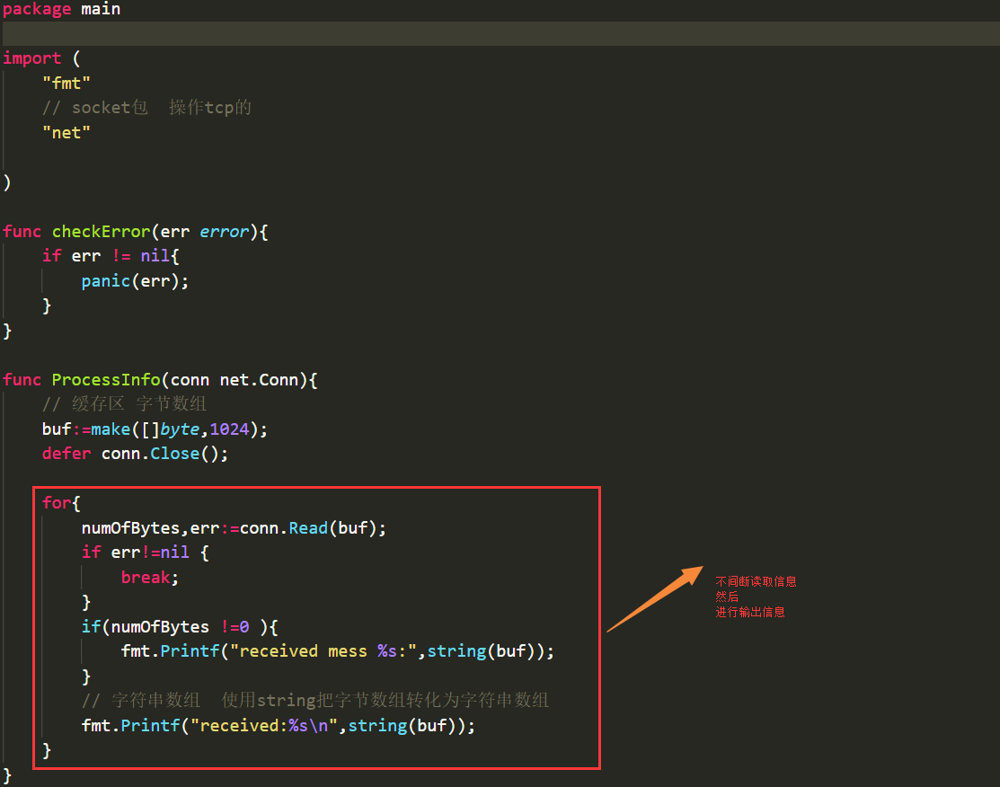 package main
import (
"fmt"
// socket包  操作tcp的
"net"
)
func checkError(err error){
if err != nil{
panic(err);
}
}
func ProcessInfo(conn net.Conn){
// 缓存区 字节数组
buf:=make([]byte,1024);
defer conn.Close();
for{
numOfBytes,err:=conn.Read(buf);
if err!=nil {
break;
}
if(numOfBytes !=0 ){
fmt.Printf("received mess %s:",string(buf));
}
// 字符串数组  使用string把字节数组转化为字符串数组
fmt.Printf("received:%s\n",string(buf));
}
}
不间断读取信息
然后
进行输出信息